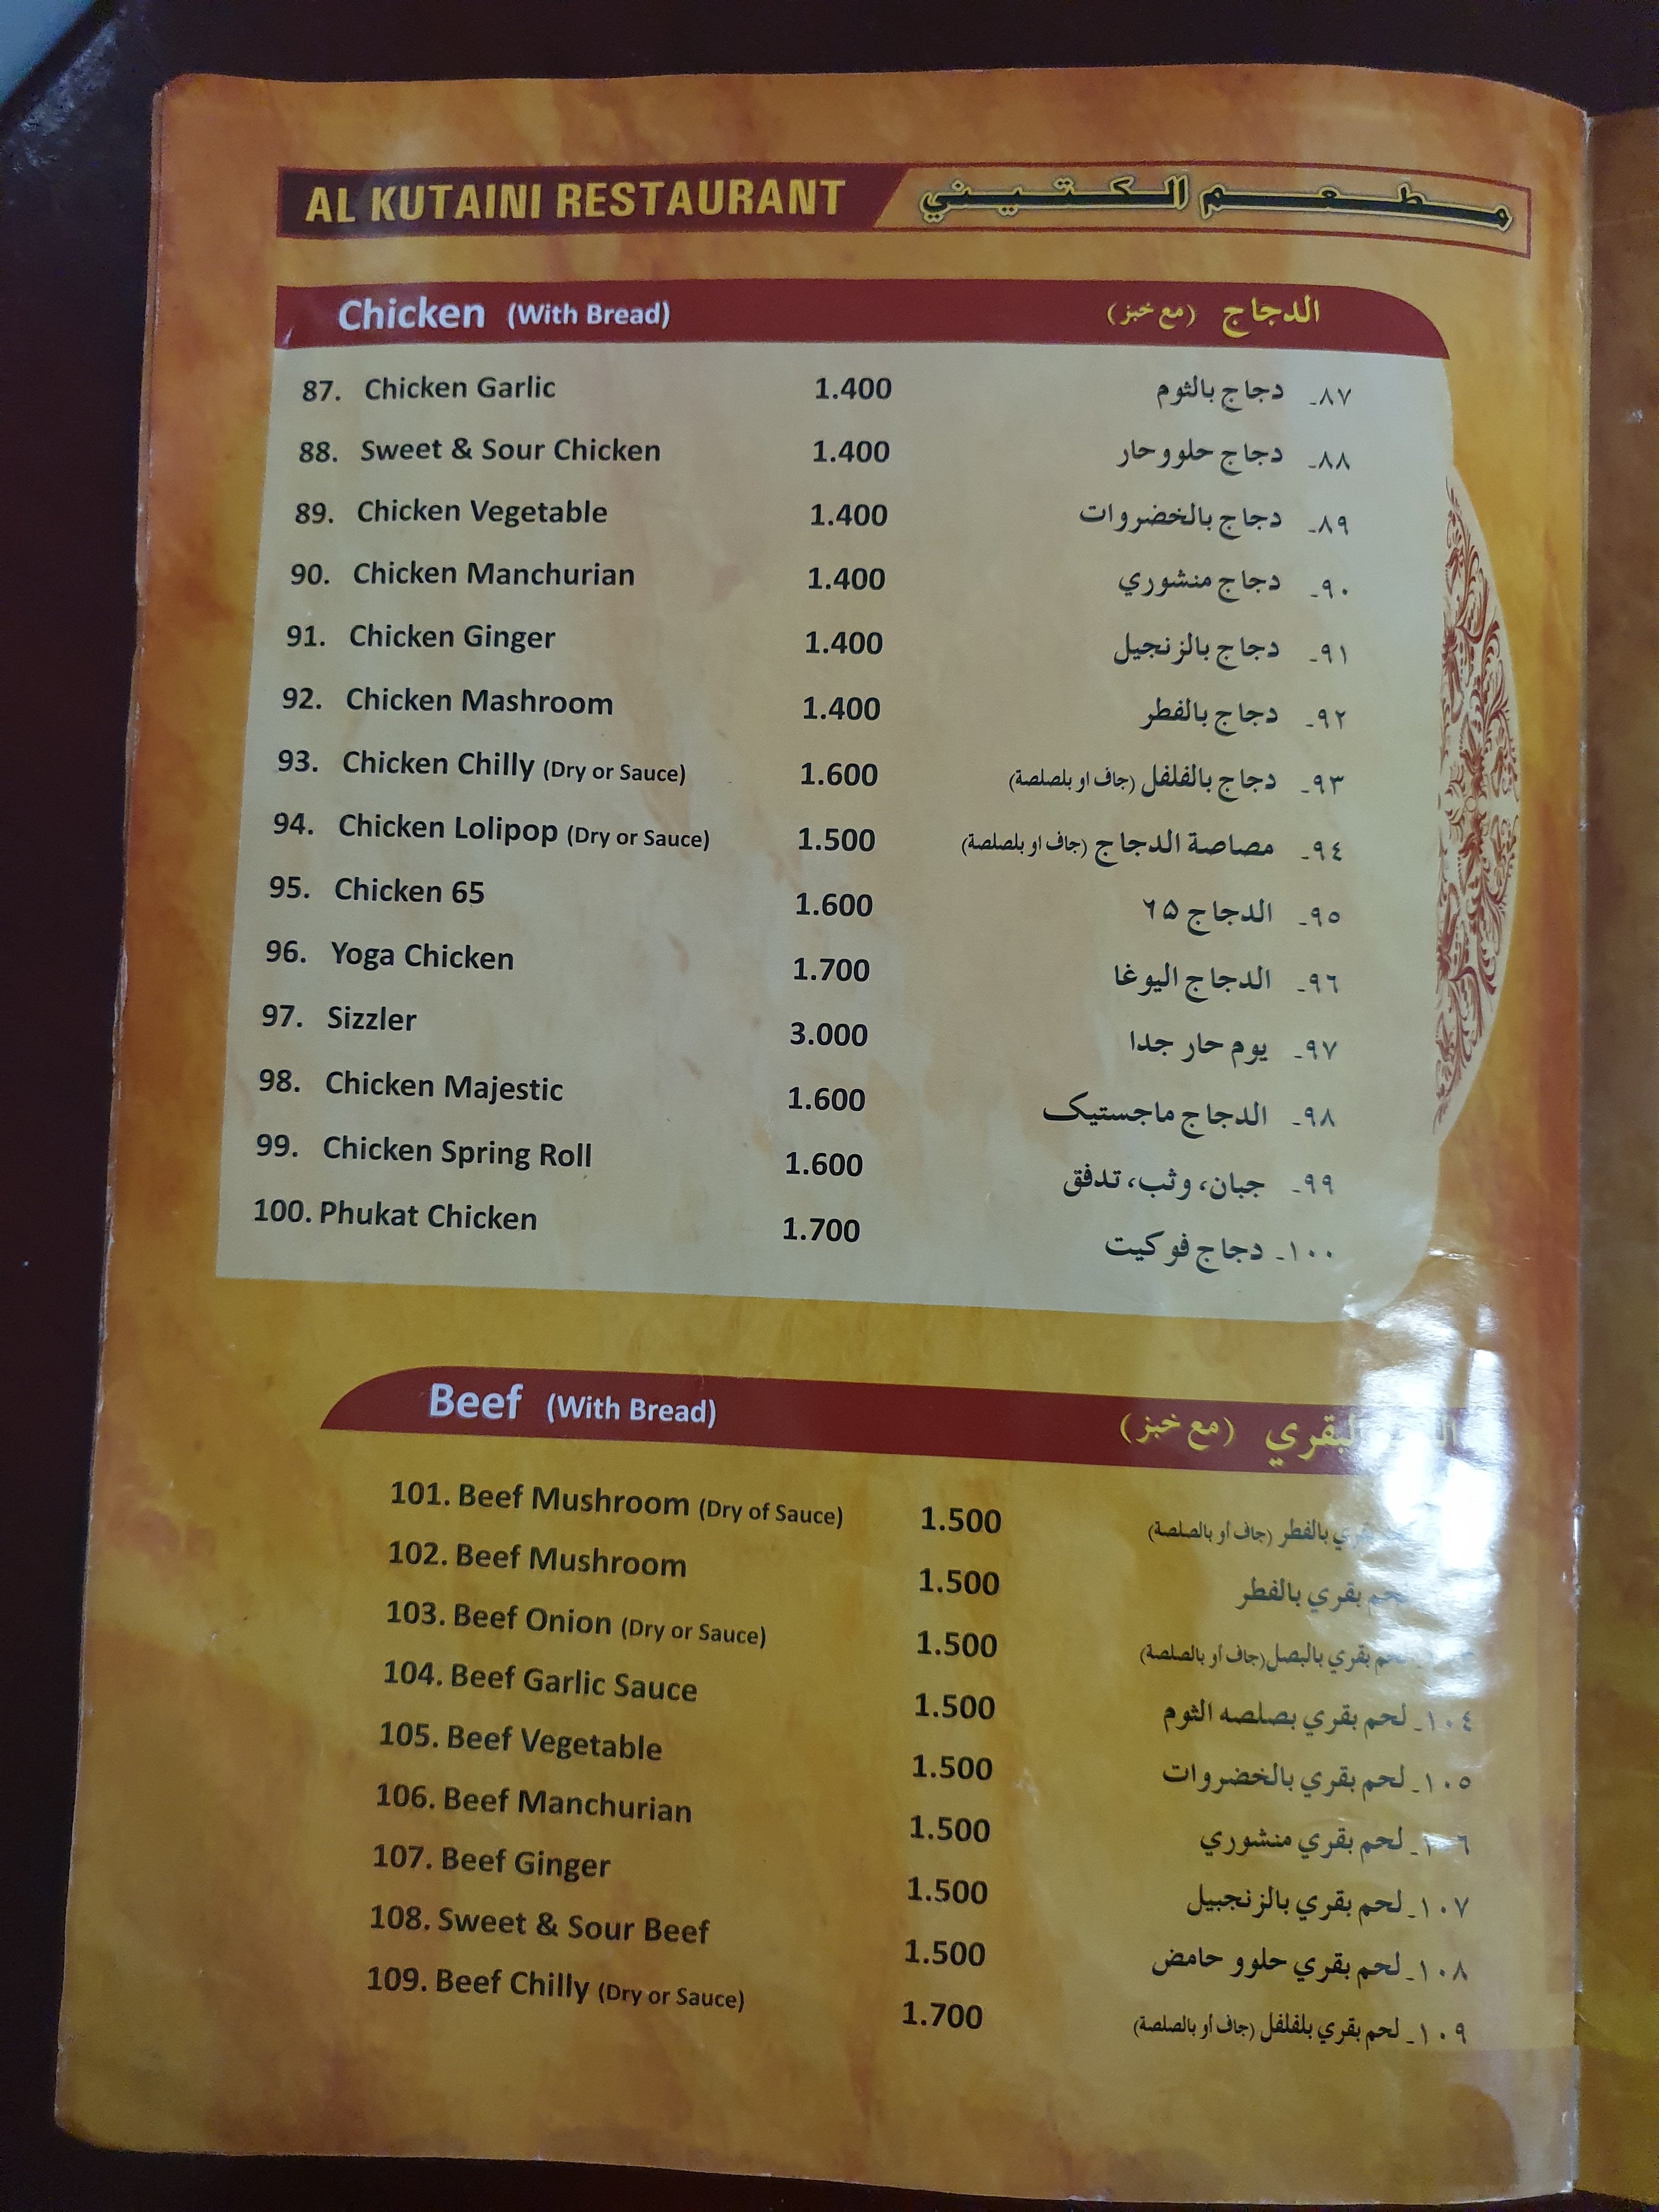 AL KUTAINI RESTAURANT مطعم الكتيني
Chicken (With Bread) الدجاج (مع خبز)
87. Chicken Garlic 1.400 ٨٧- دجاج بالثوم
88. Sweet & Sour Chicken 1.400 ٨٨- دجاج حلووحار
89. Chicken Vegetable 1.400 ٨٩- دجاج بالخضروات
90. Chicken Manchurian 1.400 ٩٠- دجاج منشوري
91. Chicken Ginger 1.400 ٩١- دجاج بالزنجيل
92. Chicken Mashroom 1.400 ٩٢- دجاج بالفطر
93. Chicken Chilly (Dry or Sauce) 1.600 ٩٣- دجاج بالفلفل (جاف او بلصلصة)
94. Chicken Lolipop (Dry or Sauce) 1.500 ٩٤- مصاصة الدجاج (جاف او بلصلصة)
95. Chicken 65 1.600 ٩٥- الدجاج ۶۵
96. Yoga Chicken 1.700 ٩٦- الدجاج اليوغا
97. Sizzler 3.000 ٩٧- يوم حار جدا
98. Chicken Majestic 1.600 ٩٨- الدجاج ماجستيک
99. Chicken Spring Roll 1.600 ٩٩- جبان، وثب، تدفق
100. Phukat Chicken 1.700 ١٠٠- دجاج فوكيت
Beef (With Bread) البقري (مع خبز)
101. Beef Mushroom (Dry of Sauce) 1.500 بالفطر (جاف أو بالصلصة)
102. Beef Mushroom 1.500 بقري بالفطر
103. Beef Onion (Dry or Sauce) 1.500 بقري بالبصل(جاف أو بالصلصة)
104. Beef Garlic Sauce 1.500 ١٠٤- لحم بقري بصلصه الثوم
105. Beef Vegetable 1.500 ١٠٥- لحم بقري بالخضروات
106. Beef Manchurian 1.500 ١٠٦- لحم بقري منشوري
107. Beef Ginger 1.500 ١٠٧- لحم بقري بالزنجبيل
108. Sweet & Sour Beef 1.500 ١٠٨- لحم بقري حلوو حامض
109. Beef Chilly (Dry or Sauce) 1.700 ١٠٩- لحم بقري بلفلفل (جاف أو بالصلصة)